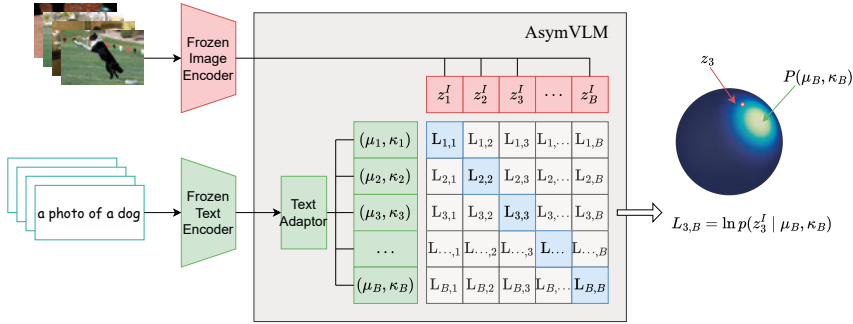 AsymVLM
Frozen
Image
Encoder
z_1^I z_2^I z_3^I ... z_B^I
(μ_1, κ_1) L_{1,1} L_{1,2} L_{1,3} L_{1,...} L_{1,B}
(μ_2, κ_2) L_{2,1} L_{2,2} L_{2,3} L_{2,...} L_{2,B}
(μ_3, κ_3) L_{3,1} L_{3,2} L_{3,3} L_{3,...} L_{3,B}
... L_{...,1} L_{...,2} L_{...,3} L_{...} L_{...,B}
(μ_B, κ_B) L_{B,1} L_{B,2} L_{B,3} L_{B,...} L_{B,B}
a photo of a dog
Frozen
Text
Encoder
Text
Adaptor
z_3
P(μ_B, κ_B)
L_{3,B} = ln p(z_3^I | μ_B, κ_B)